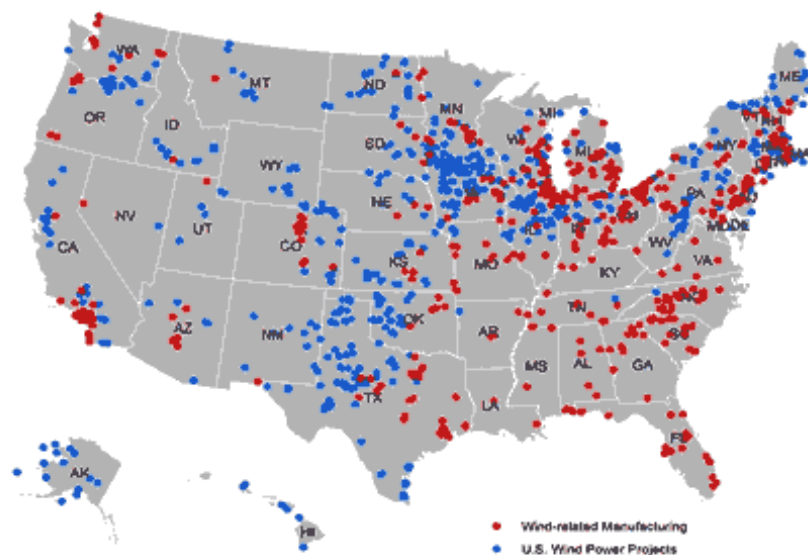 WA
MT
ND
MN
ME
OR
ID
SD
WI
MI
MI
NY
WY
NE
PA
NV
UT
CO
IL
CA
KS
MO
WV
VA
KY
NC
TN
AZ
NM
OK
AR
SC
MS
AL
GA
TX
LA
FL
AK
HI
Wind-related Manufacturing
U.S. Wind Power Projects